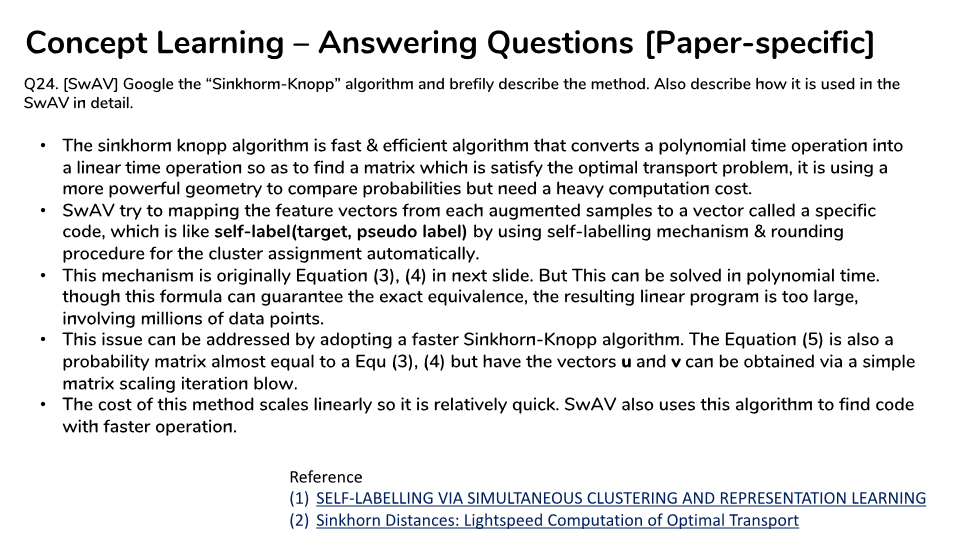 Concept Learning – Answering Questions [Paper-specific]
Q24. [SwAV] Google the “Sinkhorm-Knopp” algorithm and brefily describe the method. Also describe how it is used in the
SwAV in detail.
• The sinkhorm knopp algorithm is fast & efficient algorithm that converts a polynomial time operation into
a linear time operation so as to find a matrix which is satisfy the optimal transport problem, it is using a
more powerful geometry to compare probabilities but need a heavy computation cost.
• SwAV try to mapping the feature vectors from each augmented samples to a vector called a specific
code, which is like self-label(target, pseudo label) by using self-labelling mechanism & rounding
procedure for the cluster assignment automatically.
• This mechanism is originally Equation (3), (4) in next slide. But This can be solved in polynomial time.
though this formula can guarantee the exact equivalence, the resulting linear program is too large,
involving millions of data points.
• This issue can be addressed by adopting a faster Sinkhorn-Knopp algorithm. The Equation (5) is also a
probability matrix almost equal to a Equ (3), (4) but have the vectors u and v can be obtained via a simple
matrix scaling iteration blow.
• The cost of this method scales linearly so it is relatively quick. SwAV also uses this algorithm to find code
with faster operation.
Reference
(1) SELF-LABELLING VIA SIMULTANEOUS CLUSTERING AND REPRESENTATION LEARNING
(2) Sinkhorn Distances: Lightspeed Computation of Optimal Transport